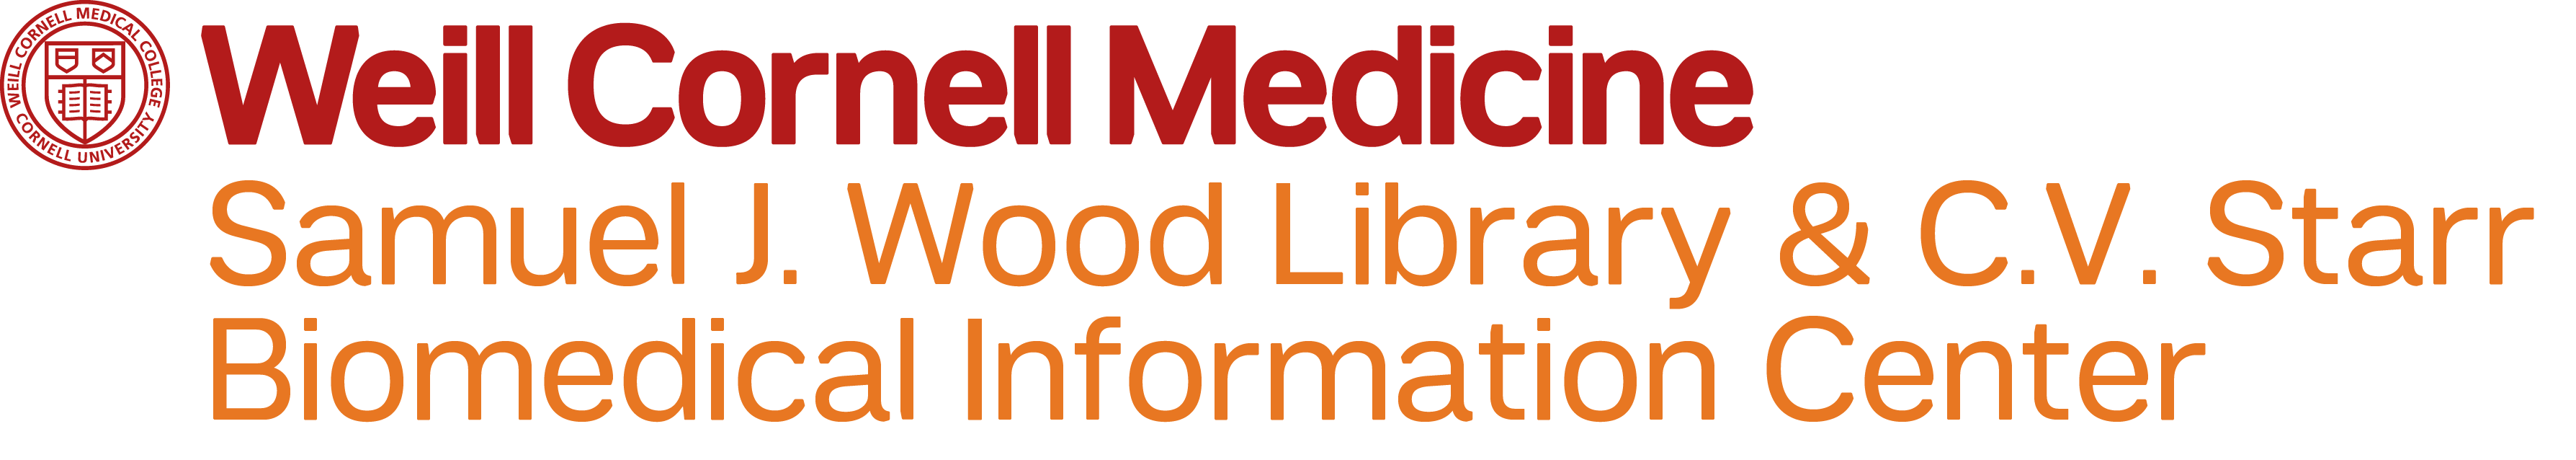 WEILL CORNELL MEDICAL COLLEGE
CORNELL UNIVERSITY
Weill Cornell Medicine
Samuel J. Wood Library & C.V. Starr
Biomedical Information Center